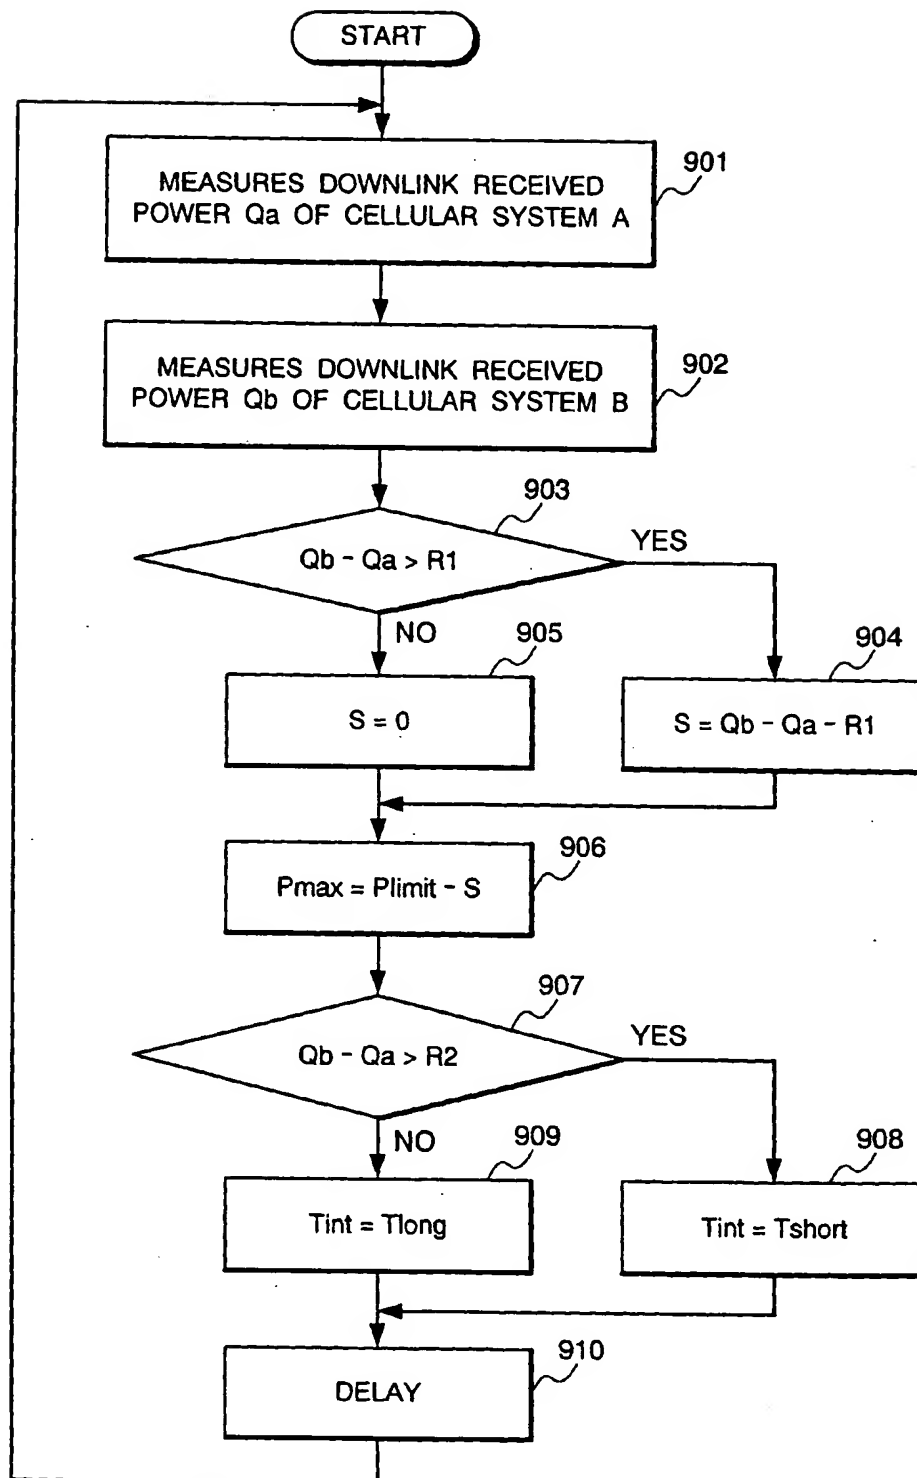 START
MEASURES DOWNLINK RECEIVED
POWER Qa OF CELLULAR SYSTEM A
901
MEASURES DOWNLINK RECEIVED
POWER Qb OF CELLULAR SYSTEM B
902
903
Qb - Qa > R1
YES
NO
905
904
S = 0
S = Qb - Qa - R1
906
Pmax = Plimit - S
907
Qb - Qa > R2
YES
NO
909
908
Tint = Tlong
Tint = Tshort
910
DELAY